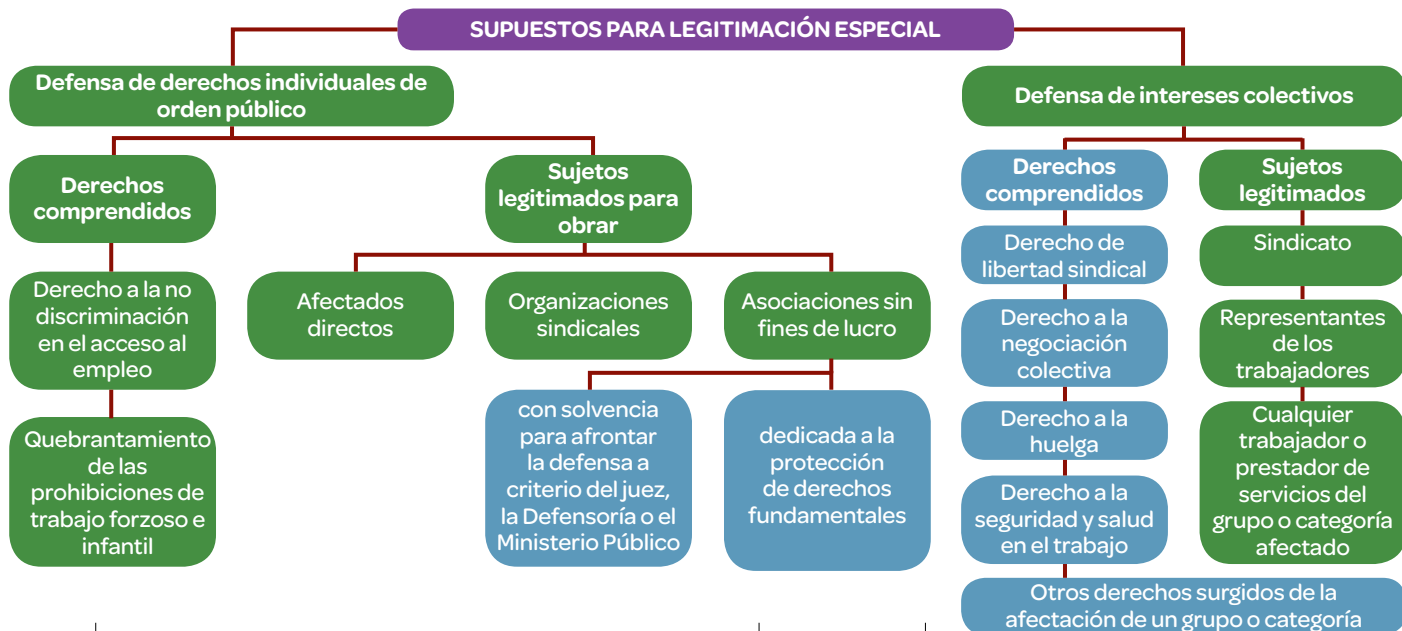 SUPUESTOS PARA LEGITIMACIÓN ESPECIAL
Defensa de derechos individuales de
orden público
Derechos
comprendidos
Derecho a la no
discriminación
en el acceso al
empleo
Quebrantamiento
de las
prohibiciones de
trabajo forzoso e
infantil
Sujetos
legitimados para
obrar
Afectados
directos
Organizaciones
sindicales
Asociaciones sin
fines de lucro
con solvencia
para afrontar
la defensa a
criterio del juez,
la Defensoría o el
Ministerio Público
dedicada a la
protección
de derechos
fundamentales
Defensa de intereses colectivos
Derechos
comprendidos
Derecho de
libertad sindical
Derecho a la
negociación
colectiva
Derecho a la
huelga
Derecho a la
seguridad y salud
en el trabajo
Otros derechos surgidos de la
afectación de un grupo o categoría
Sujetos
legitimados
Sindicato
Representantes
de los
trabajadores
Cualquier
trabajador o
prestador de
servicios del
grupo o categoría
afectado